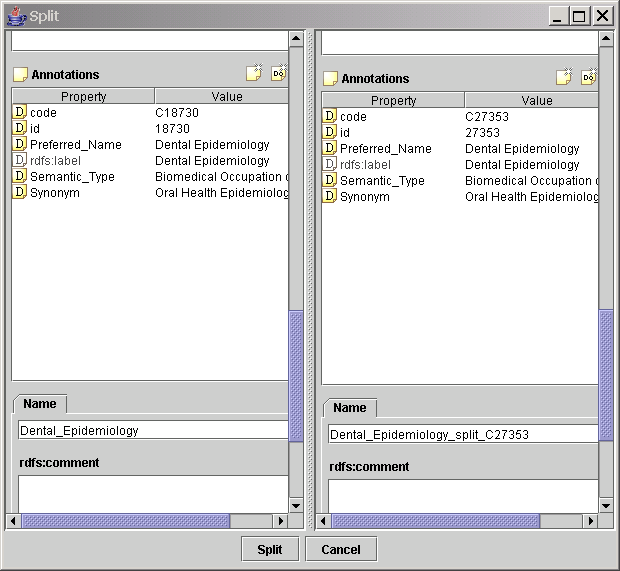 Split
Annotations
Property Value
code C18730
id 18730
Preferred_Name Dental Epidemiology
rdfs:label Dental Epidemiology
Semantic_Type Biomedical Occupation
Synonym Oral Health Epidemiolog
Name
Dental_Epidemiology
rdfs:comment
Annotations
Property Value
code C27353
id 27353
Preferred_Name Dental Epidemiology
rdfs:label Dental Epidemiology
Semantic_Type Biomedical Occupation
Synonym Oral Health Epidemiolog
Name
Dental_Epidemiology_split_C27353
rdfs:comment
Split Cancel